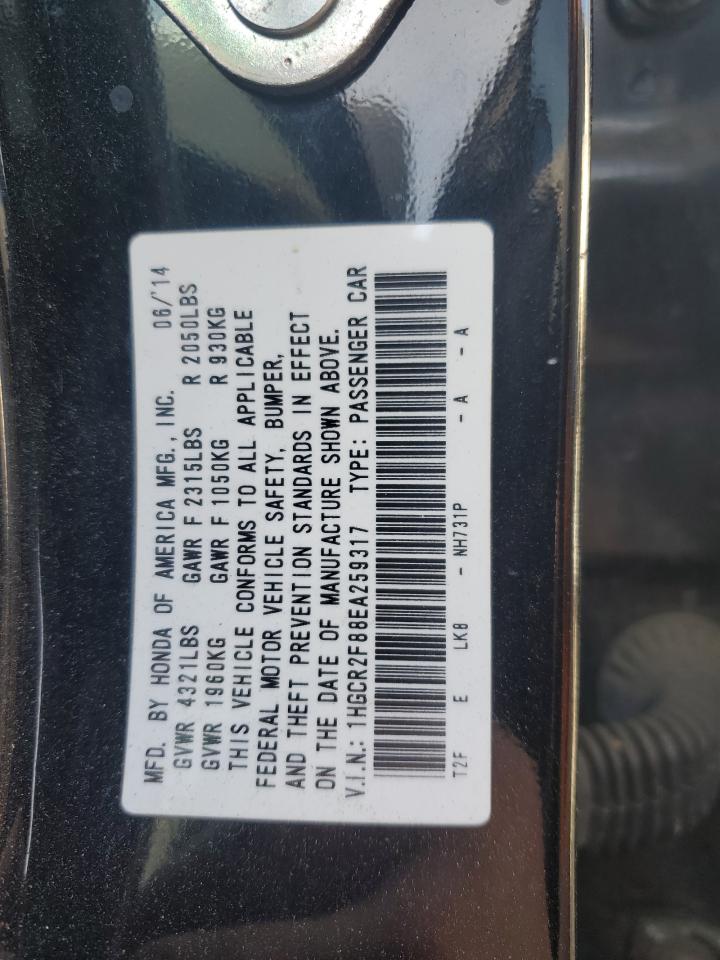 MFD. BY HONDA OF AMERICA MFG., INC. 06/'14
GVWR 4321LBS GAWR F 2315LBS R 2050LBS
GVWR 1960KG GAWR F 1050KG R 930KG
THIS VEHICLE CONFORMS TO ALL APPLICABLE
FEDERAL MOTOR VEHICLE SAFETY, BUMPER,
AND THEFT PREVENTION STANDARDS IN EFFECT
ON THE DATE OF MANUFACTURE SHOWN ABOVE.
V.I.N.: 1HGCR2F88EA259317 TYPE: PASSENGER CAR
T2F E LK8 - NH731P - A - A